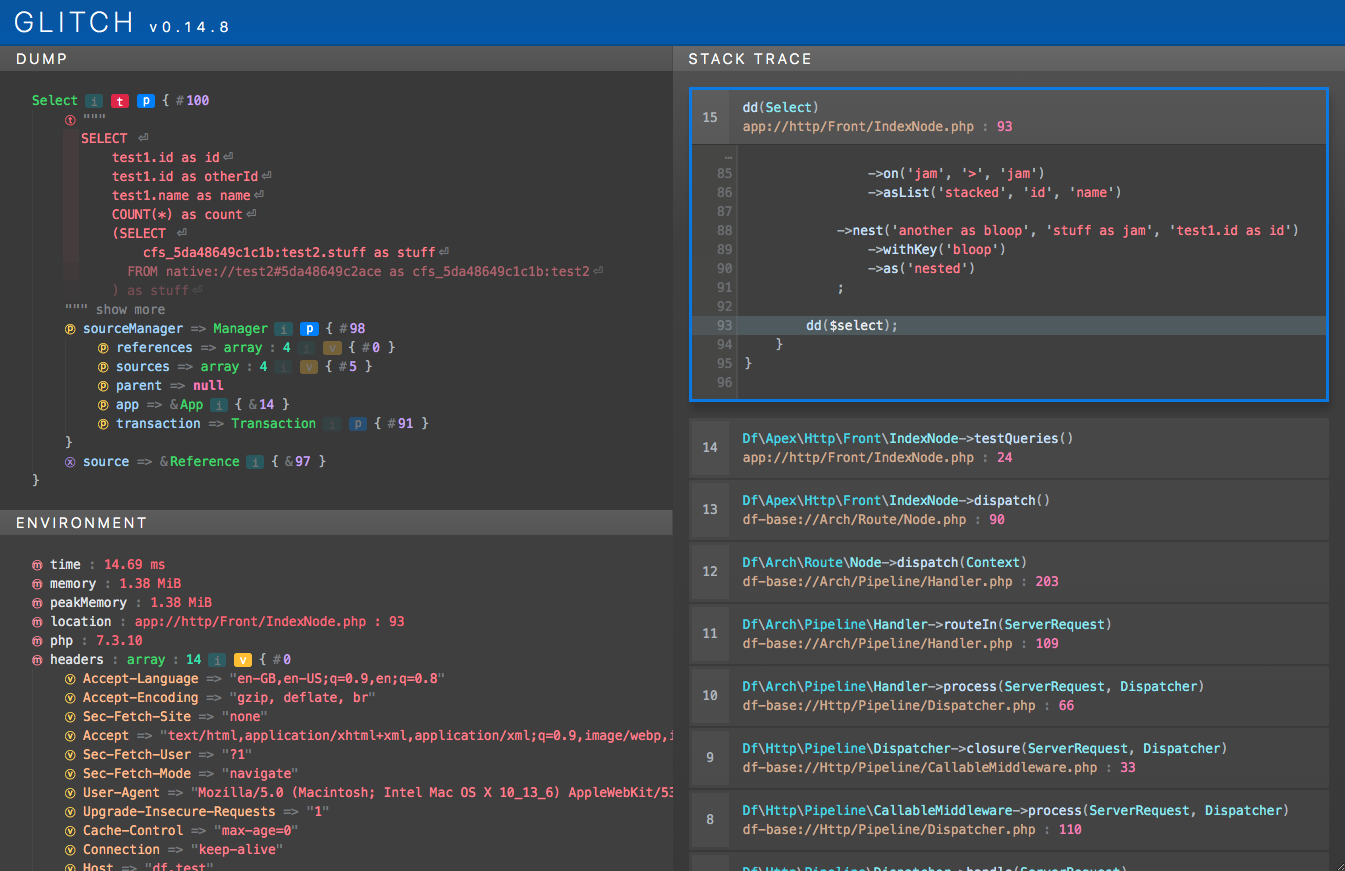 GLITCH v0.14.8
DUMP
Select i t p { #100
t """
SELECT ⏎
test1.id as id⏎
test1.id as otherId⏎
test1.name as name⏎
COUNT(*) as count⏎
(SELECT ⏎
cfs_5da48649c1c1b:test2.stuff as stuff⏎
FROM native://test2#5da48649c2ace as cfs_5da48649c1c1b:test2⏎
) as stuff⏎
""" show more
p sourceManager => Manager i p { #98
p references => array : 4 i v { #0 }
p sources => array : 4 i v { #5 }
p parent => null
p app => &App i { &14 }
p transaction => Transaction i p { #91 }
}
x source => &Reference i { &97 }
}
ENVIRONMENT
m time : 14.69 ms
m memory : 1.38 MiB
m peakMemory : 1.38 MiB
m location : app://http/Front/IndexNode.php : 93
m php : 7.3.10
m headers : array : 14 i v { #0
v Accept-Language => "en-GB,en-US;q=0.9,en;q=0.8"
v Accept-Encoding => "gzip, deflate, br"
v Sec-Fetch-Site => "none"
v Accept => "text/html,application/xhtml+xml,application/xml;q=0.9,image/webp,i
v Sec-Fetch-User => "?1"
v Sec-Fetch-Mode => "navigate"
v User-Agent => "Mozilla/5.0 (Macintosh; Intel Mac OS X 10_13_6) AppleWebKit/53
v Upgrade-Insecure-Requests => "1"
v Cache-Control => "max-age=0"
v Connection => "keep-alive"
v Host => "df.test"
STACK TRACE
15 dd(Select)
app://http/Front/IndexNode.php : 93
…
85 ->on('jam', '>', 'jam')
86 ->asList('stacked', 'id', 'name')
87
88 ->nest('another as bloop', 'stuff as jam', 'test1.id as id')
89 ->withKey('bloop')
90 ->as('nested')
91 ;
92
93 dd($select);
94 }
95 }
96
14 Df\Apex\Http\Front\IndexNode->testQueries()
app://http/Front/IndexNode.php : 24
13 Df\Apex\Http\Front\IndexNode->dispatch()
df-base://Arch/Route/Node.php : 90
12 Df\Arch\Route\Node->dispatch(Context)
df-base://Arch/Pipeline/Handler.php : 203
11 Df\Arch\Pipeline\Handler->routeIn(ServerRequest)
df-base://Arch/Pipeline/Handler.php : 109
10 Df\Arch\Pipeline\Handler->process(ServerRequest, Dispatcher)
df-base://Http/Pipeline/Dispatcher.php : 66
9 Df\Http\Pipeline\Dispatcher->closure(ServerRequest, Dispatcher)
df-base://Http/Pipeline/CallableMiddleware.php : 33
8 Df\Http\Pipeline\CallableMiddleware->process(ServerRequest, Dispatcher)
df-base://Http/Pipeline/Dispatcher.php : 110
Df\Http\Pipeline\Dispatcher->handle(ServerRequest)